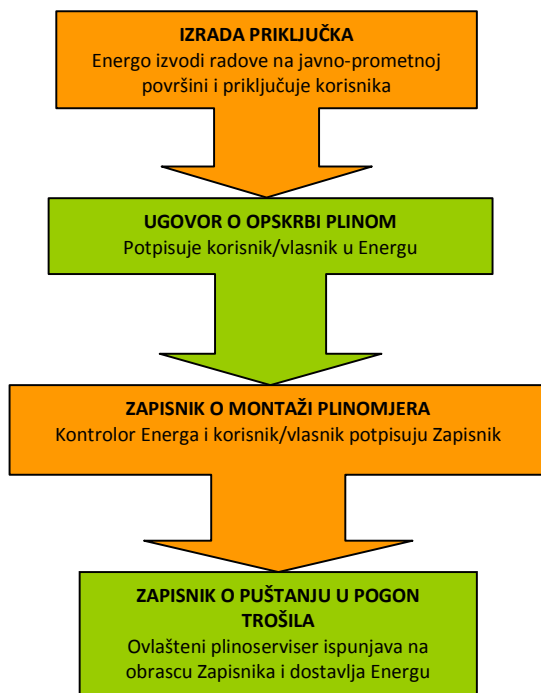 IZRADA PRIKLJUČKA
Energo izvodi radove na javno-prometnoj
površini i priključuje korisnika
UGOVOR O OPSKRBI PLINOM
Potpisuje korisnik/vlasnik u Energu
ZAPISNIK O MONTAŽI PLINOMJERA
Kontrolor Energa i korisnik/vlasnik potpisuju Zapisnik
ZAPISNIK O PUŠTANJU U POGON
TROŠILA
Ovlašteni plinoserviser ispunjava na
obrascu Zapisnika i dostavlja Energu